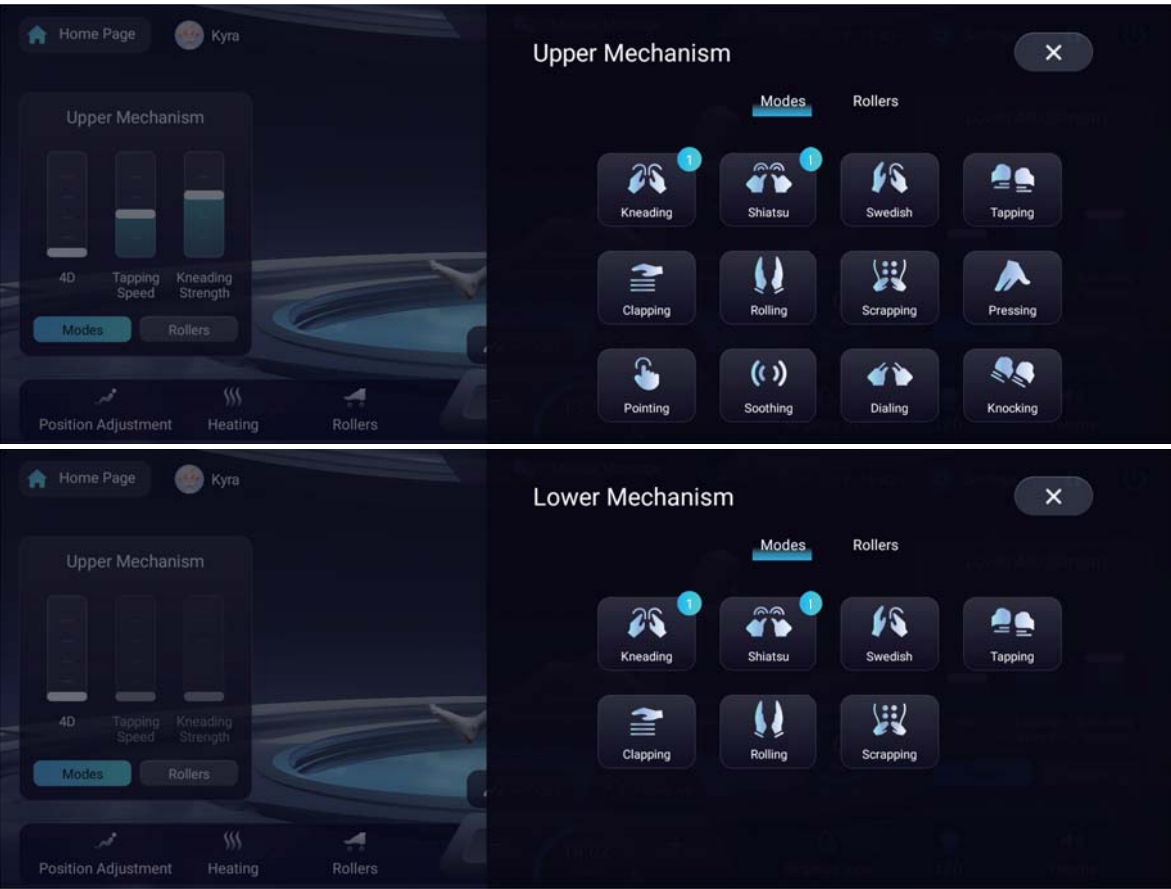 Home Page
Kyra
Upper Mechanism
4D
Tapping Speed
Kneading Strength
Modes
Rollers
Position Adjustment
Heating
Rollers
Upper Mechanism
Modes
Rollers
Kneading
1
Shiatsu
1
Swedish
Tapping
Clapping
Rolling
Scrapping
Pressing
Pointing
Soothing
Dialing
Knocking
Home Page
Kyra
Upper Mechanism
4D
Tapping Speed
Kneading Strength
Modes
Rollers
Position Adjustment
Heating
Rollers
Lower Mechanism
Modes
Rollers
Kneading
1
Shiatsu
1
Swedish
Tapping
Clapping
Rolling
Scrapping